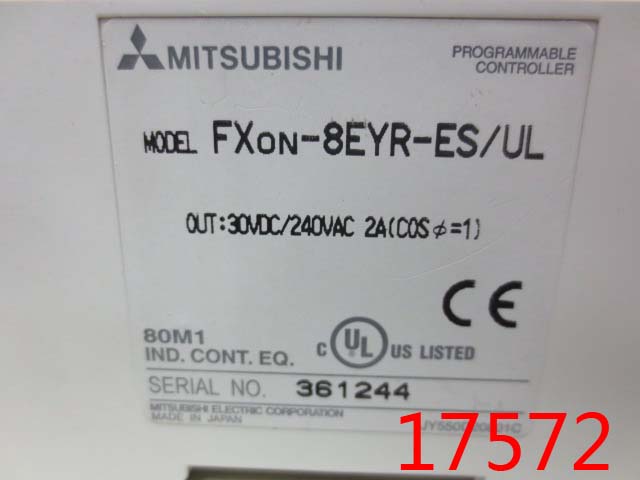 MITSUBISHI
PROGRAMMABLE
CONTROLLER
MODEL FXON-8EYR-ES/UL
OUT:30VDC/240VAC 2A(COSφ=1)
CE
80M1
IND. CONT. EQ.
C UL US LISTED
SERIAL NO. 361244
MITSUBISHI ELECTRIC CORPORATION
MADE IN JAPAN
17572